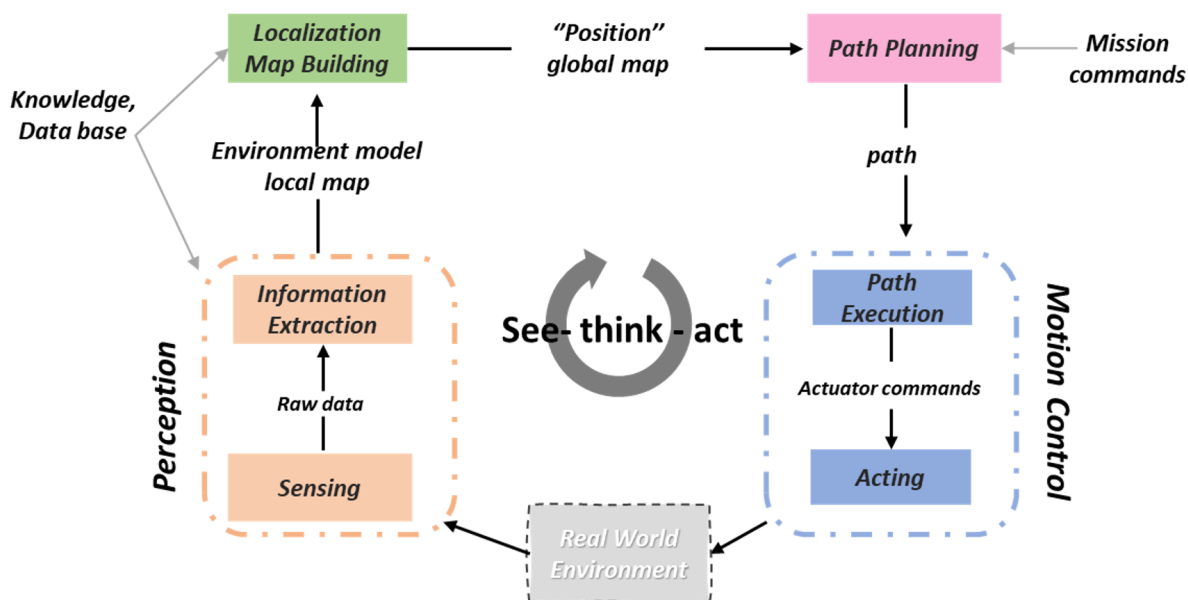 Localization
Map Building
‘’Position’’
global map
Path Planning
Mission
commands
Knowledge,
Data base
Environment model
local map
path
Information
Extraction
Raw data
Sensing
Perception
See- think - act
Path
Execution
Actuator commands
Acting
Motion Control
Real World
Environment